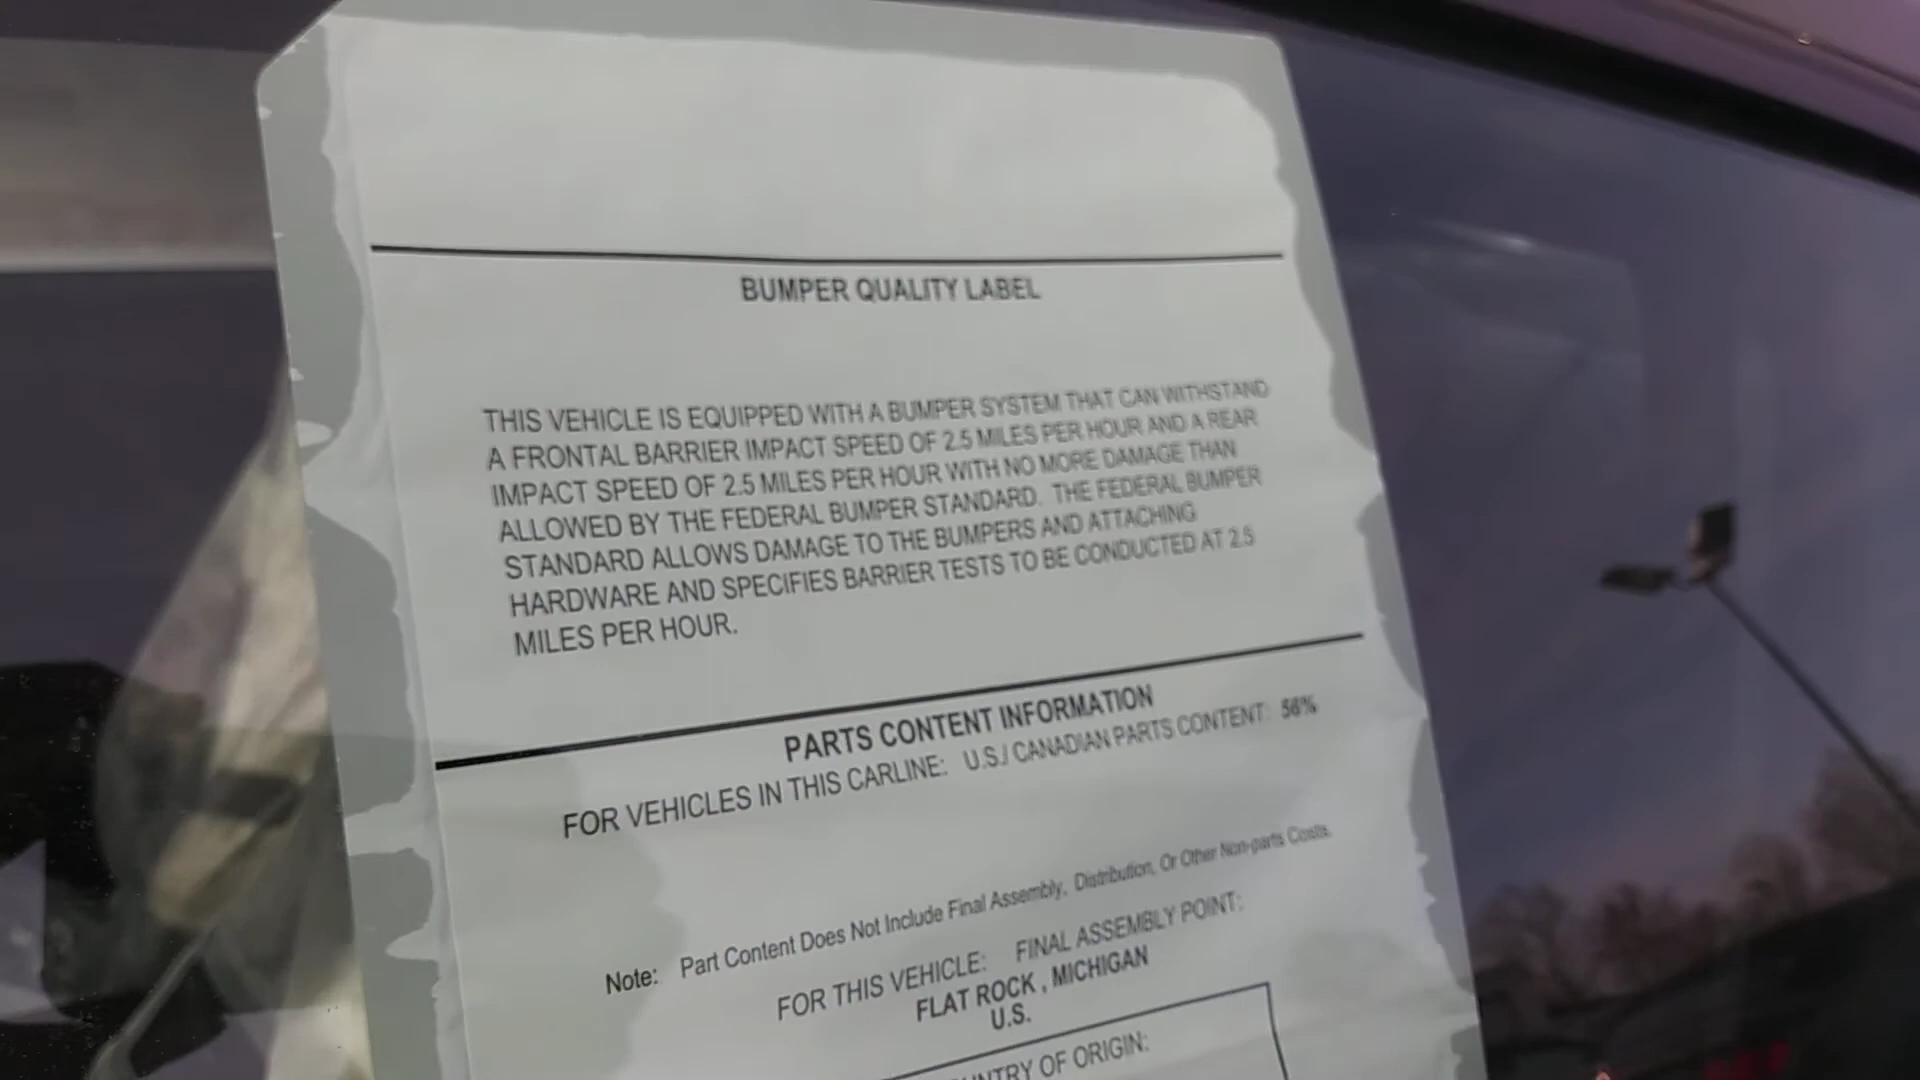 BUMPER QUALITY LABEL
THIS VEHICLE IS EQUIPPED WITH A BUMPER SYSTEM THAT CAN WITHSTAND
A FRONTAL BARRIER IMPACT SPEED OF 2.5 MILES PER HOUR AND A REAR
IMPACT SPEED OF 2.5 MILES PER HOUR WITH NO MORE DAMAGE THAN
ALLOWED BY THE FEDERAL BUMPER STANDARD. THE FEDERAL BUMPER
STANDARD ALLOWS DAMAGE TO THE BUMPERS AND ATTACHING
HARDWARE AND SPECIFIES BARRIER TESTS TO BE CONDUCTED AT 2.5
MILES PER HOUR.
PARTS CONTENT INFORMATION
FOR VEHICLES IN THIS CARLINE: U.S./ CANADIAN PARTS CONTENT: 56%
Note: Part Content Does Not Include Final Assembly, Distribution, Or Other Non-parts Costs.
FOR THIS VEHICLE: FINAL ASSEMBLY POINT:
FLAT ROCK , MICHIGAN
U.S.
OF ORIGIN: